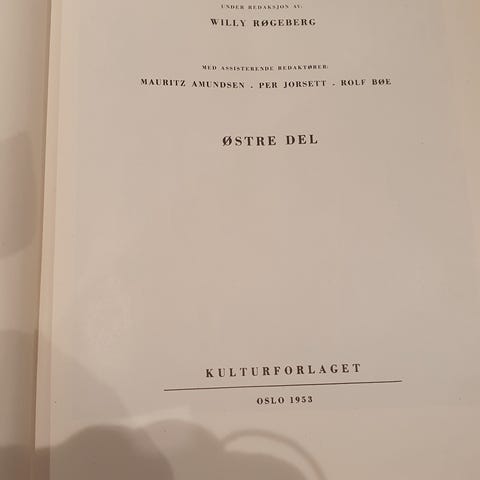 UNDER REDAKSJON AV:
WILLY RØGEBERG
MED ASSISTERENDE REDAKTØRER:
MAURITZ AMUNDSEN . PER JORSETT . ROLF BØE
ØSTRE DEL
KULTURFORLAGET
OSLO 1953